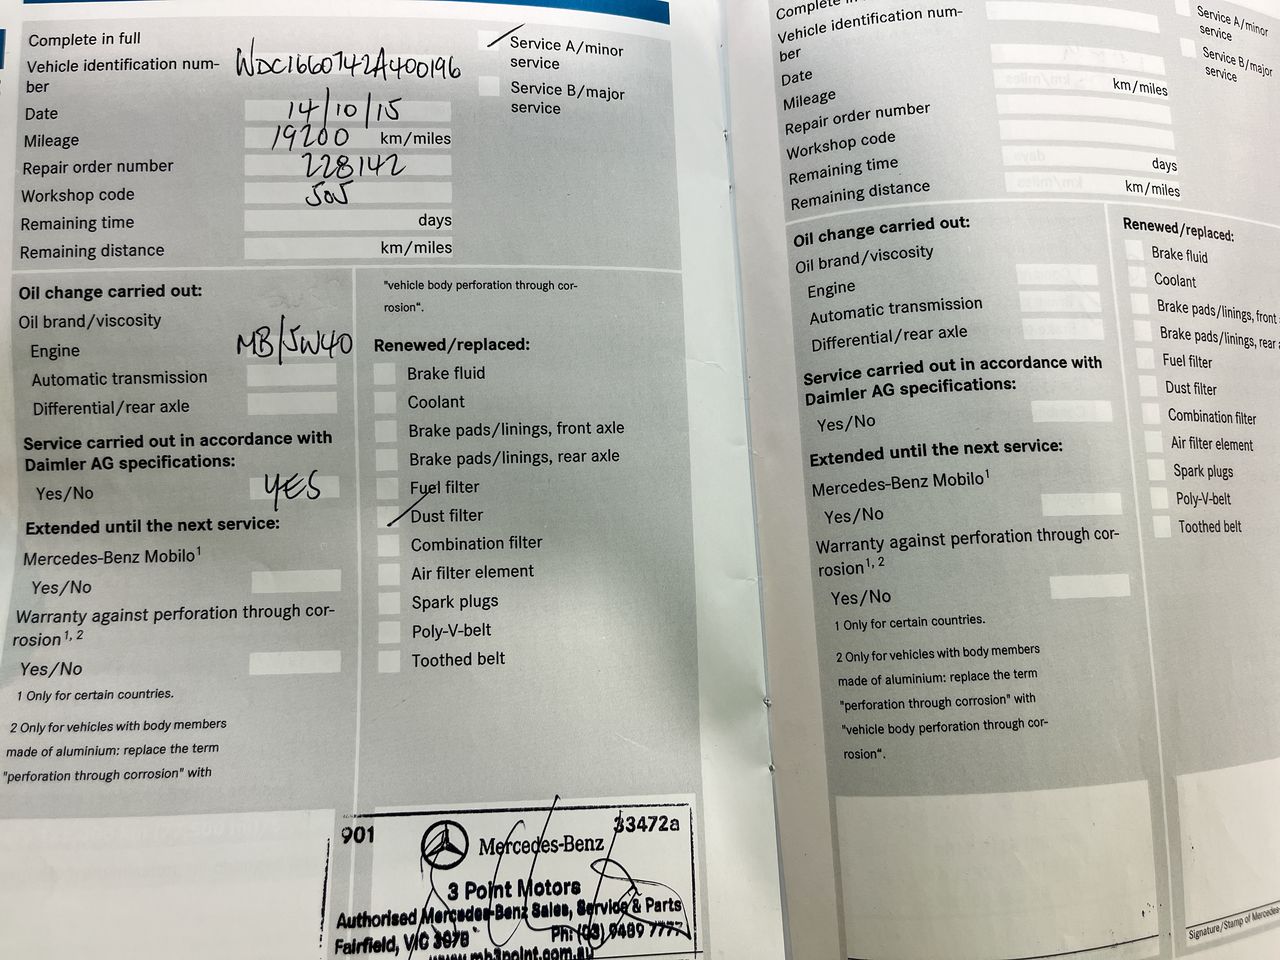 Complete in full
Vehicle identification num-
ber WDC1660742A400196
Date 14/10/15
Mileage 19200 km/miles
Repair order number 228142
Workshop code 505
Remaining time days
Remaining distance km/miles
Service A/minor
service
Service B/major
service
Oil change carried out:
Oil brand/viscosity
Engine MB/5W40
Automatic transmission
Differential/rear axle
Service carried out in accordance with
Daimler AG specifications:
Yes/No YES
Extended until the next service:
Mercedes-Benz Mobilo1
Yes/No
Warranty against perforation through cor-
rosion1, 2
Yes/No
1 Only for certain countries.
2 Only for vehicles with body members
made of aluminium: replace the term
"perforation through corrosion" with
"vehicle body perforation through cor-
rosion“.
Renewed/replaced:
Brake fluid
Coolant
Brake pads/linings, front axle
Brake pads/linings, rear axle
Fuel filter
Dust filter
Combination filter
Air filter element
Spark plugs
Poly-V-belt
Toothed belt
901 Mercedes-Benz 33472a
3 Point Motors
Authorised Mercedes-Benz Sales, Service & Parts
Fairfield, VIC 3078 Ph: (03) 9489 7777
www.mb3point.com.au
Complete in
Vehicle identification num-
ber
Date
Mileage km/miles
Repair order number
Workshop code
Remaining time days
Remaining distance km/miles
Service A/minor
service
Service B/major
service
Oil change carried out:
Oil brand/viscosity
Engine
Automatic transmission
Differential/rear axle
Service carried out in accordance with
Daimler AG specifications:
Yes/No
Extended until the next service:
Mercedes-Benz Mobilo1
Yes/No
Warranty against perforation through cor-
rosion1, 2
Yes/No
1 Only for certain countries.
2 Only for vehicles with body members
made of aluminium: replace the term
"perforation through corrosion" with
"vehicle body perforation through cor-
rosion“.
Renewed/replaced:
Brake fluid
Coolant
Brake pads/linings, front
Brake pads/linings, rear
Fuel filter
Dust filter
Combination filter
Air filter element
Spark plugs
Poly-V-belt
Toothed belt
Signature/Stamp of Mercedes-